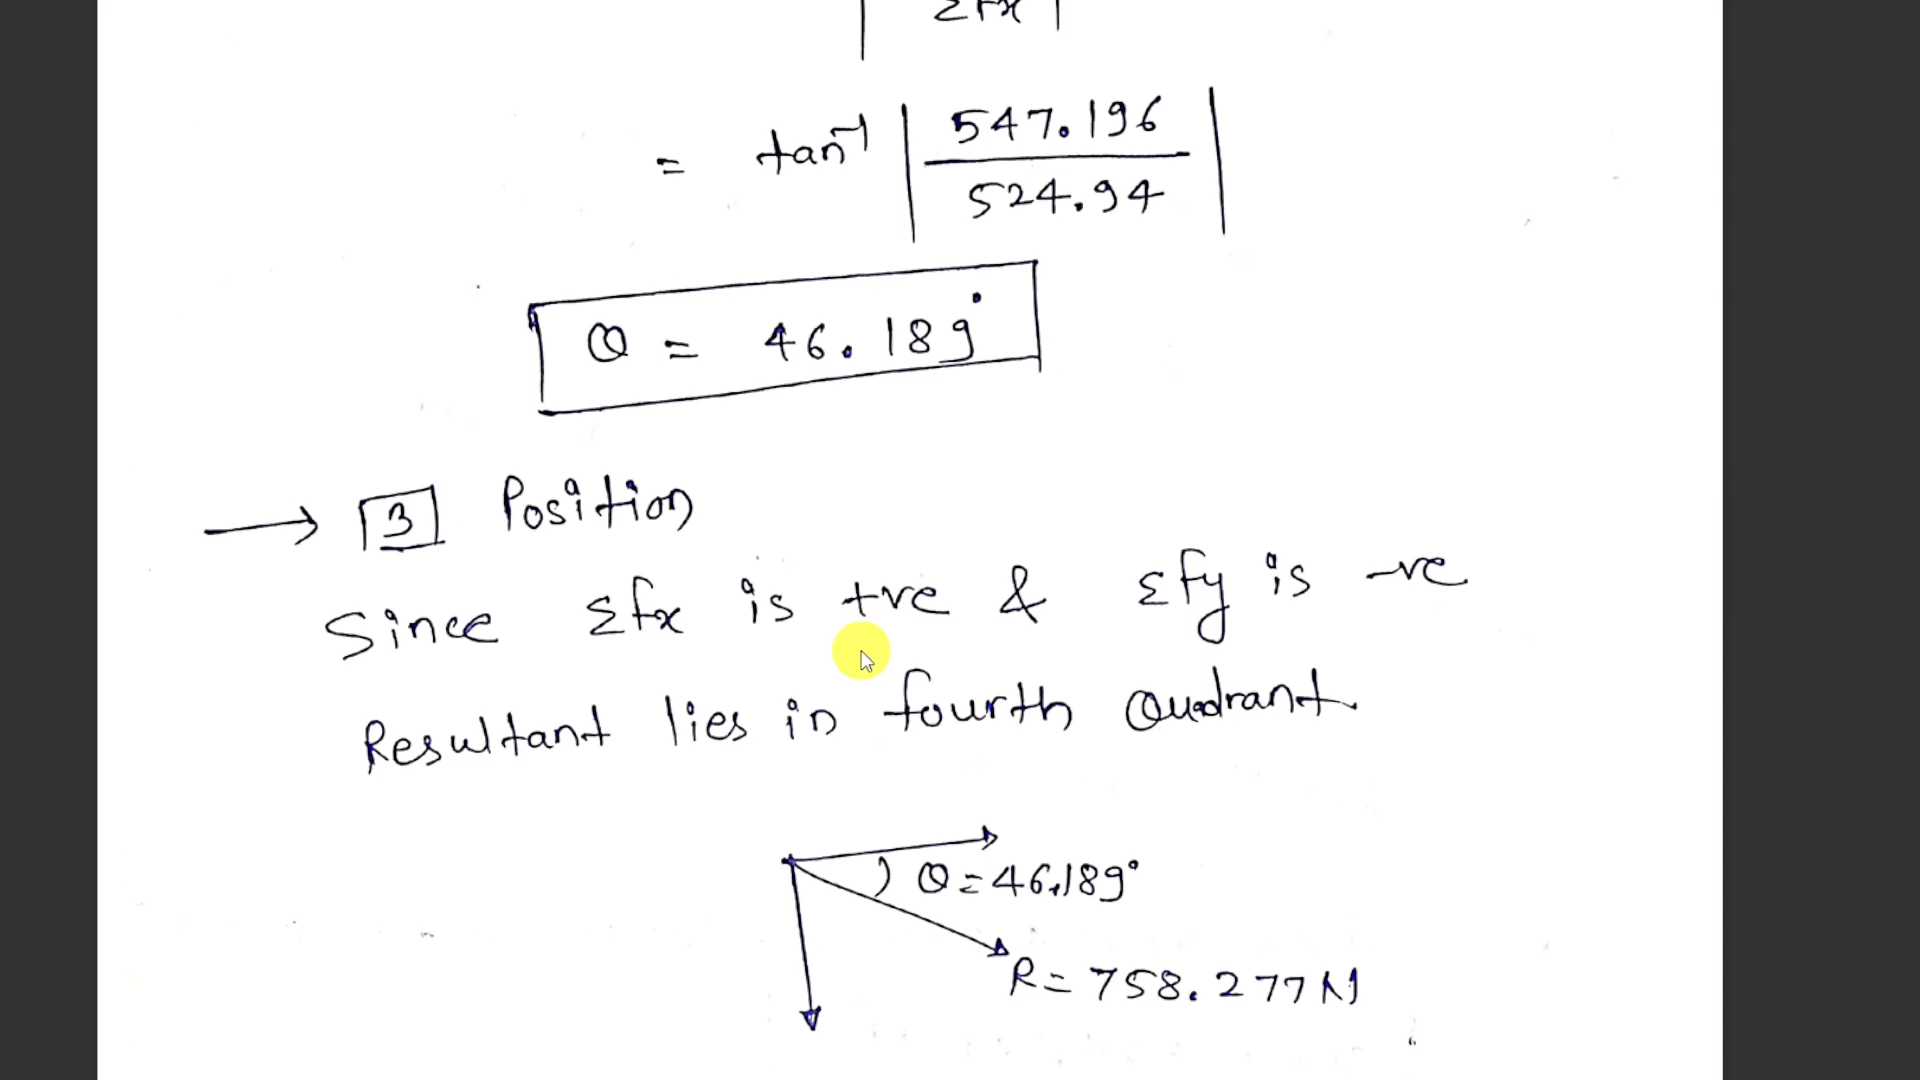 Σfx
= tan⁻¹ | 547.196 / 524.94 |
θ = 46.189°
→ 3 Position
Since Σfx is +ve & Σfy is -ve
Resultant lies in fourth Quadrant.
θ=46.189°
R= 758.277 N